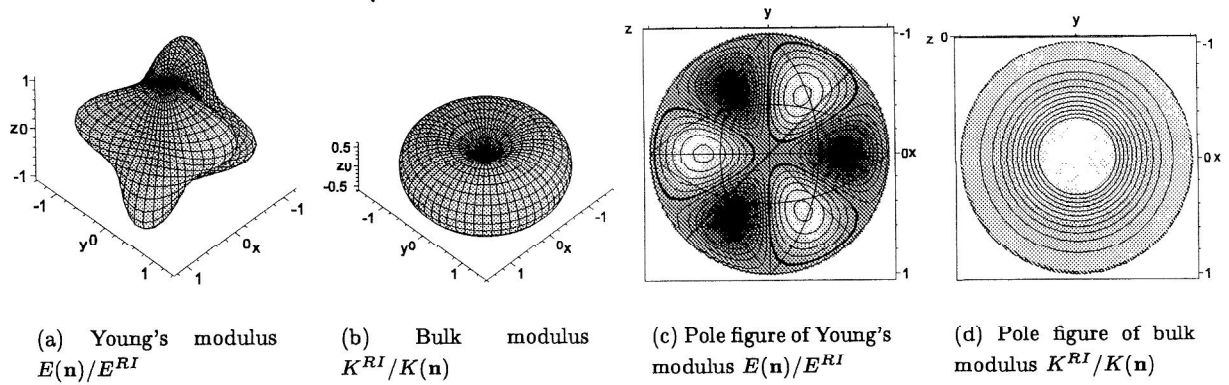 1
z0
-1
-1
y0
1
1
0x
-1
0.5
z0
-0.5
-1
y0
1
1
0x
-1
z
y
-1
0x
1
z 0
y
-1
0 x
1
(a) Young's modulus
E(n)/E^{RI}
(b) Bulk modulus
K^{RI}/K(n)
(c) Pole figure of Young's
modulus E(n)/E^{RI}
(d) Pole figure of bulk
modulus K^{RI}/K(n)